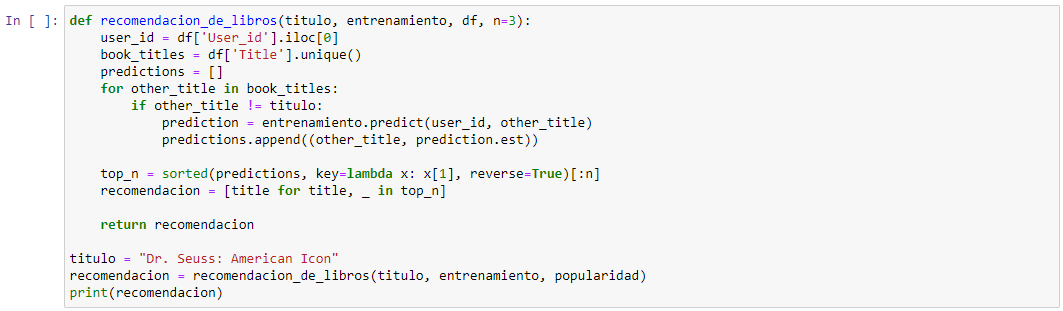 In [ ]: def recomendacion_de_libros(titulo, entrenamiento, df, n=3):
    user_id = df['User_id'].iloc[0]
    book_titles = df['Title'].unique()
    predictions = []
    for other_title in book_titles:
        if other_title != titulo:
            prediction = entrenamiento.predict(user_id, other_title)
            predictions.append((other_title, prediction.est))
    top_n = sorted(predictions, key=lambda x: x[1], reverse=True)[:n]
    recomendacion = [title for title, _ in top_n]
    return recomendacion
titulo = "Dr. Seuss: American Icon"
recomendacion = recomendacion_de_libros(titulo, entrenamiento, popularidad)
print(recomendacion)